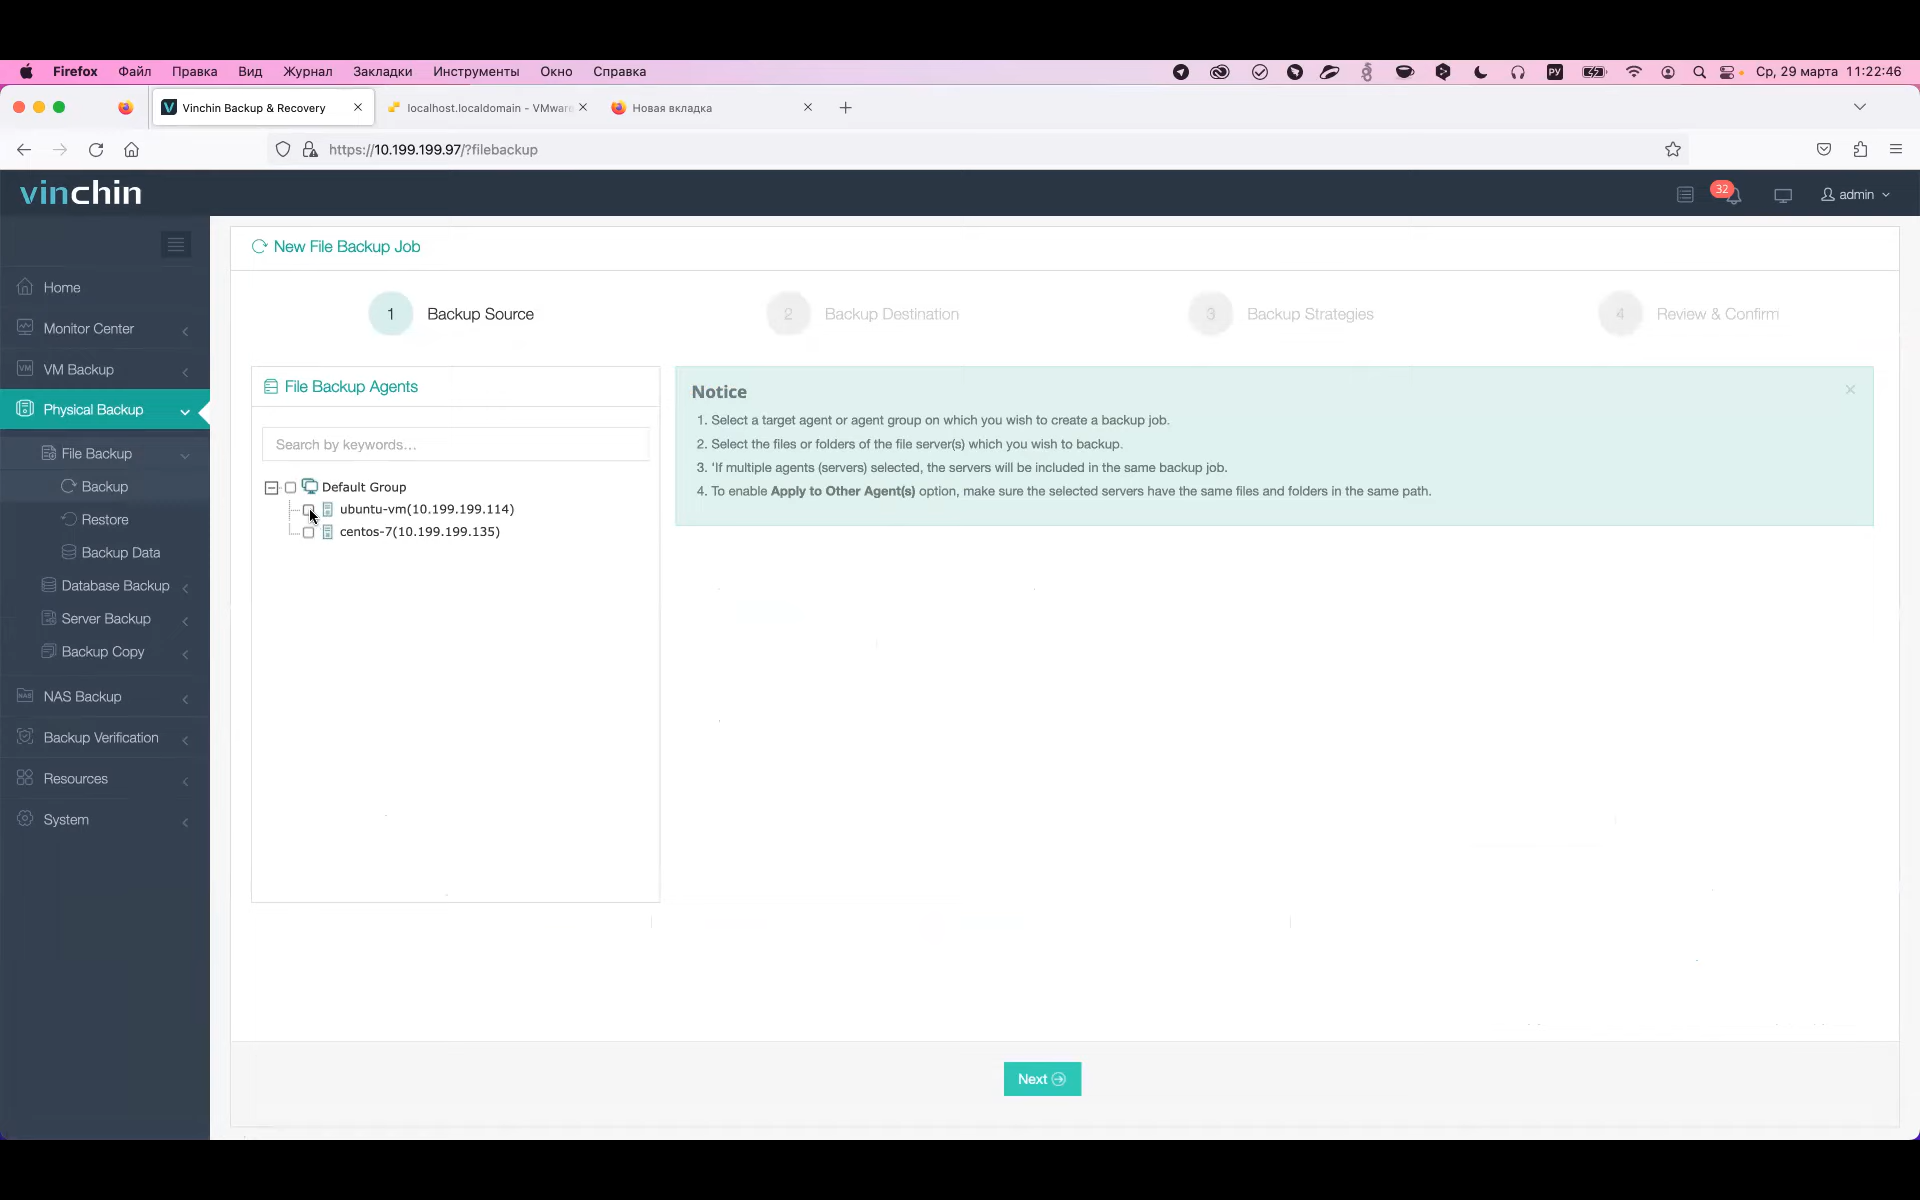 Firefox Файл Правка Вид Журнал Закладки Инструменты Окно Справка РУ Ср, 29 марта 11:22:46
Vinchin Backup & Recovery localhost.localdomain - VMwar Новая вкладка
https://10.199.199.97/?filebackup
vinchin 32 admin
New File Backup Job
Home
Monitor Center
VM Backup
Physical Backup
File Backup
Backup
Restore
Backup Data
Database Backup
Server Backup
Backup Copy
NAS Backup
Backup Verification
Resources
System
1 Backup Source 2 Backup Destination 3 Backup Strategies 4 Review & Confirm
File Backup Agents
Search by keywords...
Default Group
ubuntu-vm(10.199.199.114)
centos-7(10.199.199.135)
Notice
1. Select a target agent or agent group on which you wish to create a backup job.
2. Select the files or folders of the file server(s) which you wish to backup.
3. 'If multiple agents (servers) selected, the servers will be included in the same backup job.
4. To enable Apply to Other Agent(s) option, make sure the selected servers have the same files and folders in the same path.
Next